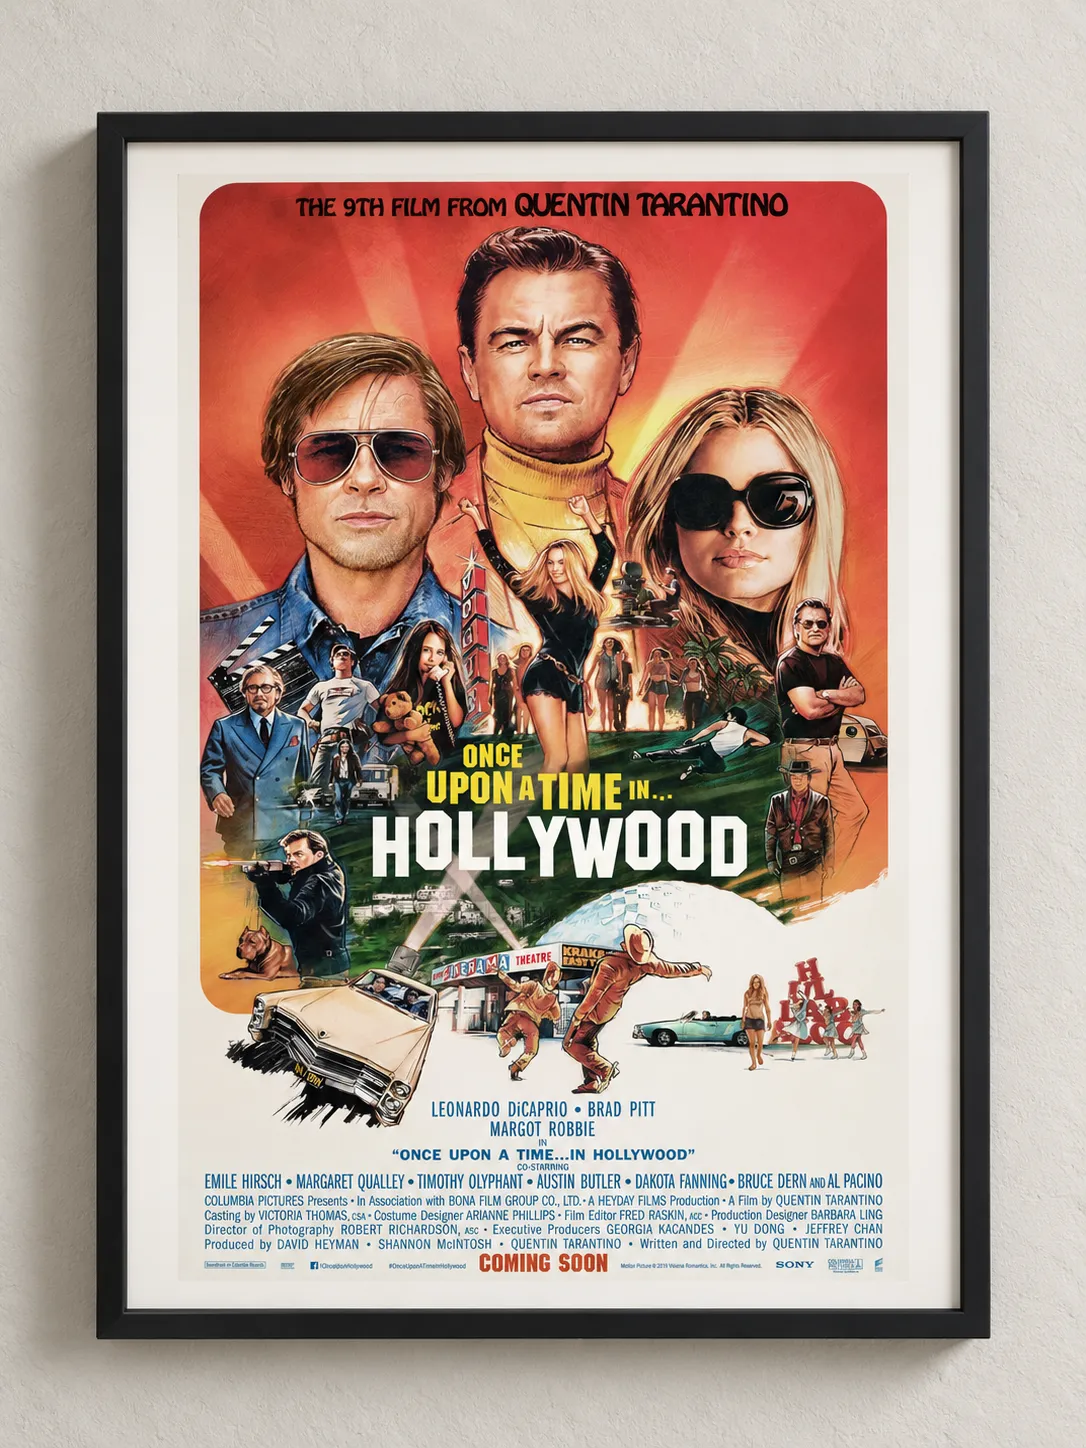 THE 9TH FILM FROM QUENTIN TARANTINO
ONCE
UPON A TIME IN...
HOLLYWOOD
CINERAMA THEATRE
LEONARDO DiCAPRIO • BRAD PITT
MARGOT ROBBIE
IN
“ONCE UPON A TIME...IN HOLLYWOOD”
CO-STARRING
EMILE HIRSCH • MARGARET QUALLEY • TIMOTHY OLYPHANT • AUSTIN BUTLER • DAKOTA FANNING • BRUCE DERN AND AL PACINO
COLUMBIA PICTURES Presents • In Association with BONA FILM GROUP CO., LTD. • A HEYDAY FILMS Production • A Film by QUENTIN TARANTINO
Casting by VICTORIA THOMAS, CSA • Costume Designer ARIANNE PHILLIPS • Film Editor FRED RASKIN, ACC • Production Designer BARBARA LING
Director of Photography ROBERT RICHARDSON, ASC • Executive Producers GEORGIA KACANDES • YU DONG • JEFFREY CHAN
Produced by DAVID HEYMAN • SHANNON McINTOSH • QUENTIN TARANTINO • Written and Directed by QUENTIN TARANTINO
COMING SOON
All Rights Reserved.
SONY